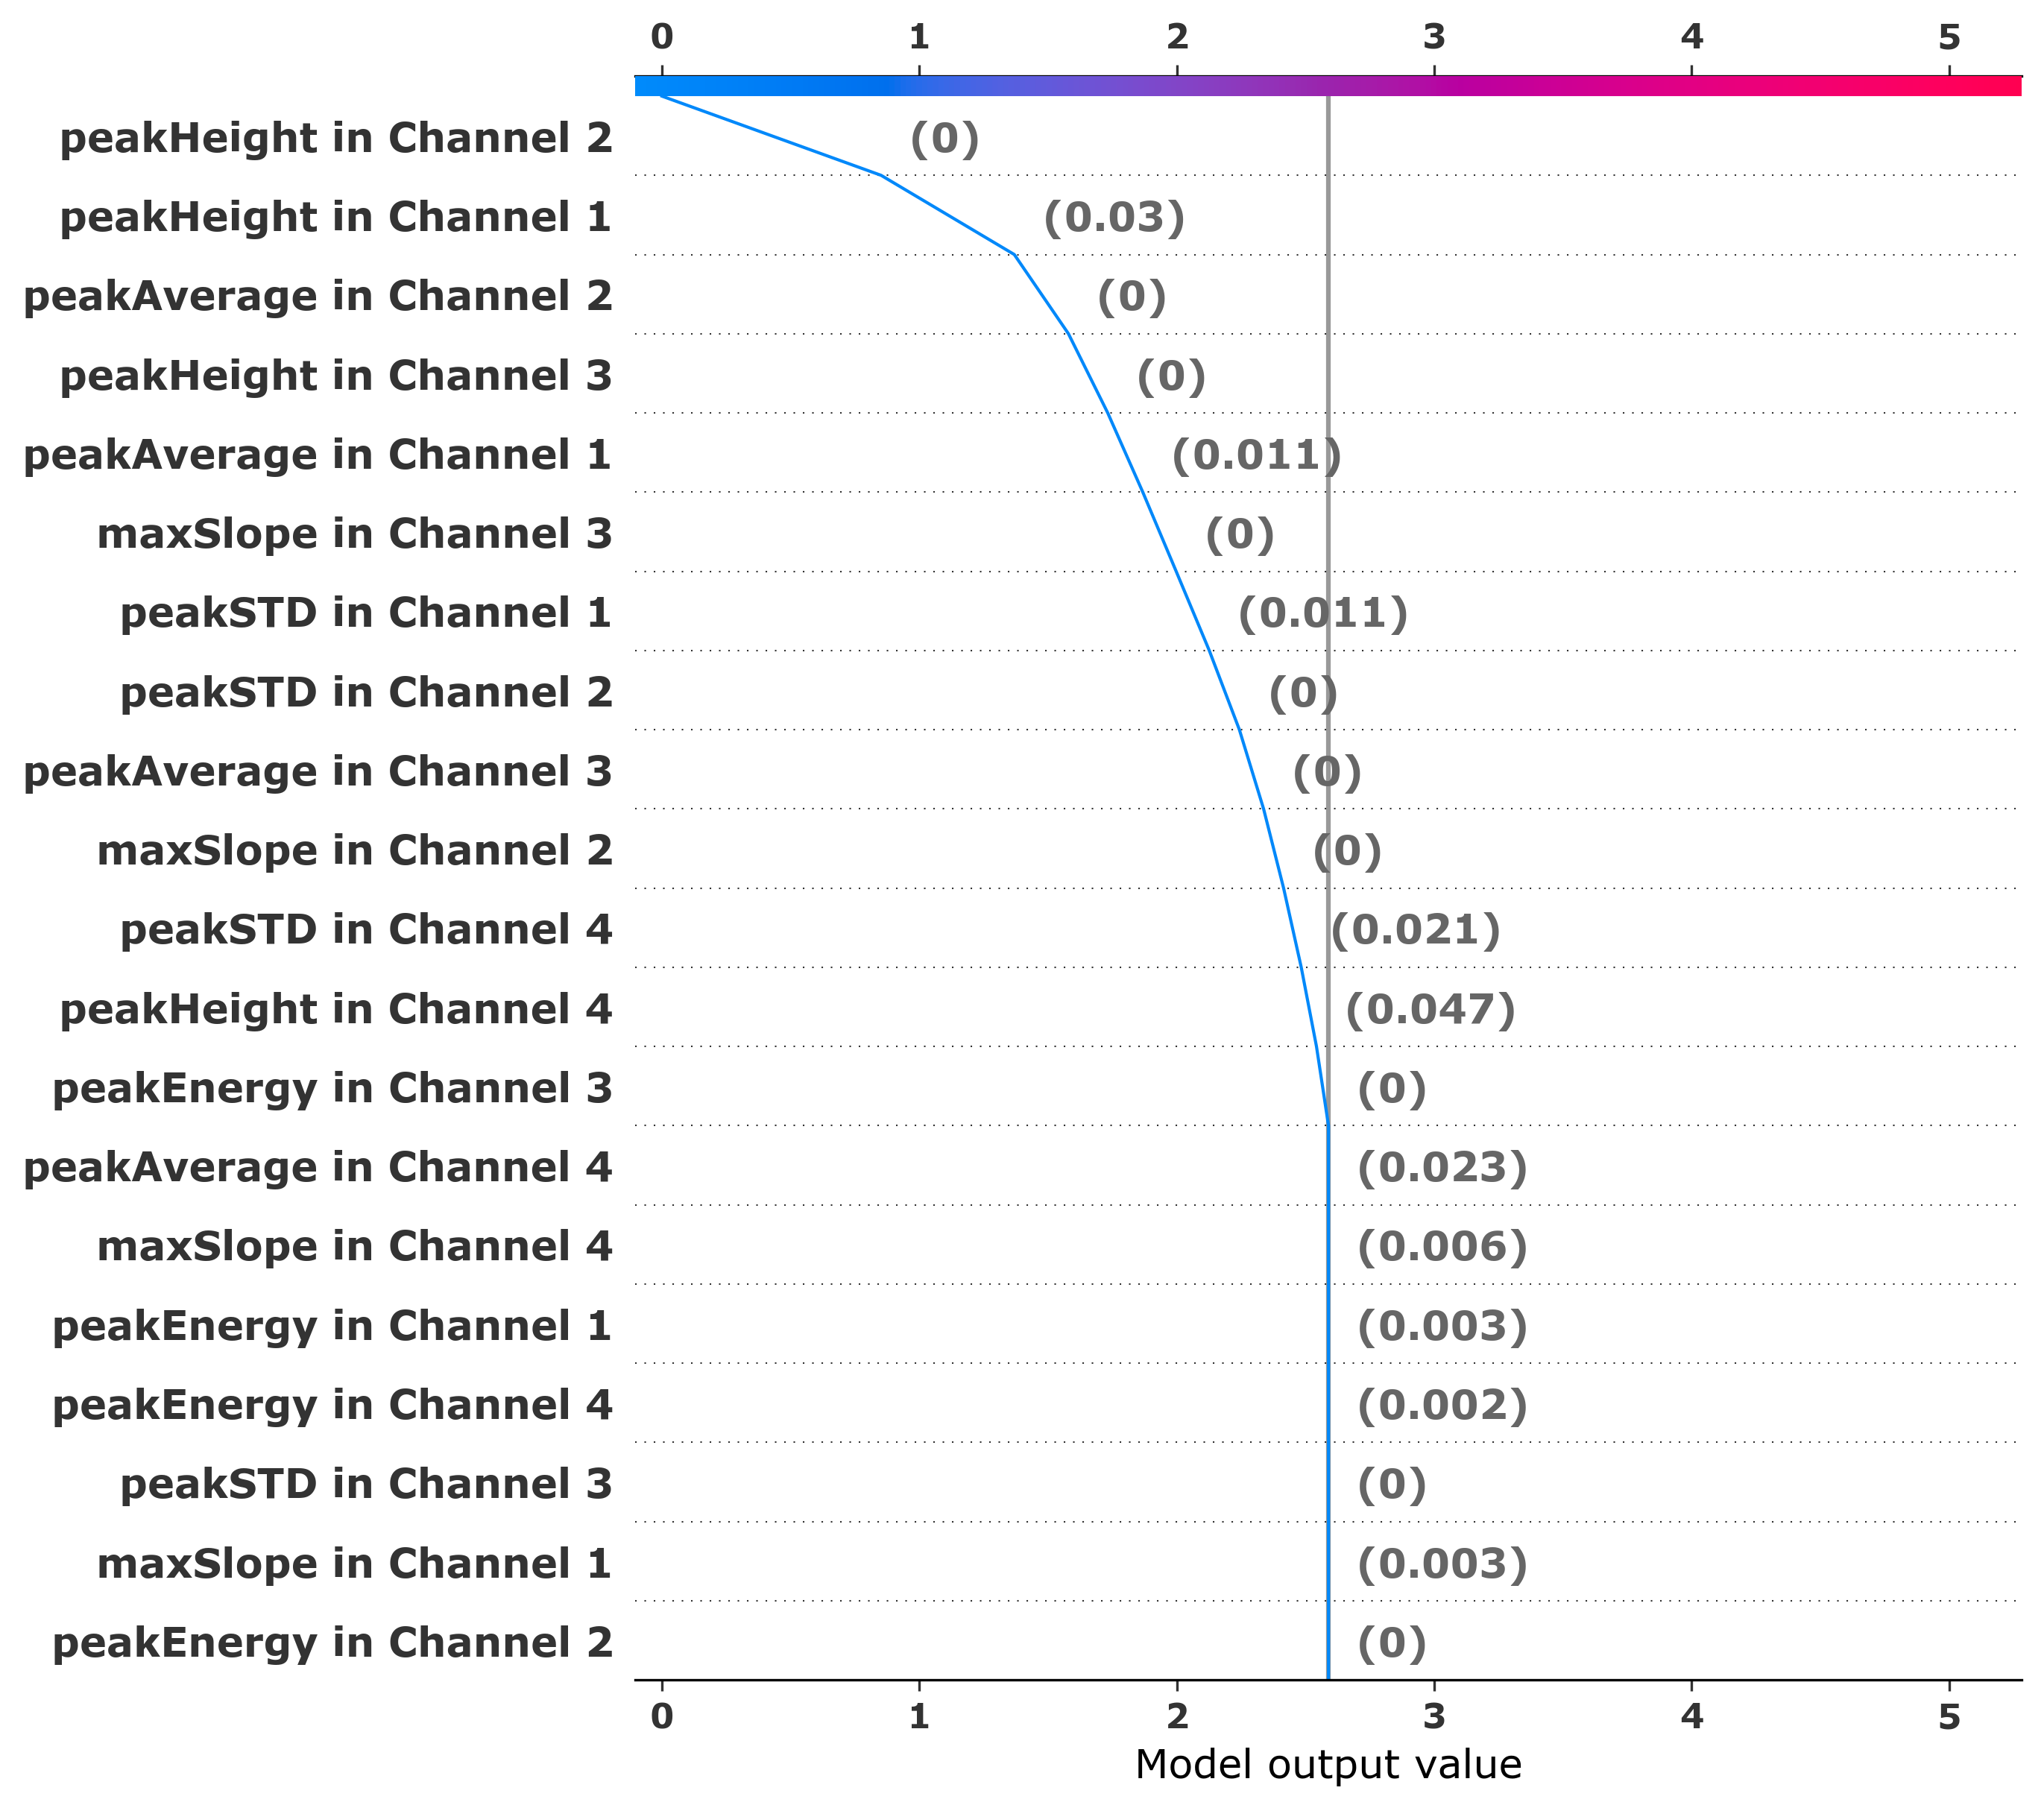 0 1 2 3 4 5
peakHeight in Channel 2 (0)
peakHeight in Channel 1 (0.03)
peakAverage in Channel 2 (0)
peakHeight in Channel 3 (0)
peakAverage in Channel 1 (0.011)
maxSlope in Channel 3 (0)
peakSTD in Channel 1 (0.011)
peakSTD in Channel 2 (0)
peakAverage in Channel 3 (0)
maxSlope in Channel 2 (0)
peakSTD in Channel 4 (0.021)
peakHeight in Channel 4 (0.047)
peakEnergy in Channel 3 (0)
peakAverage in Channel 4 (0.023)
maxSlope in Channel 4 (0.006)
peakEnergy in Channel 1 (0.003)
peakEnergy in Channel 4 (0.002)
peakSTD in Channel 3 (0)
maxSlope in Channel 1 (0.003)
peakEnergy in Channel 2 (0)
0 1 2 3 4 5
Model output value